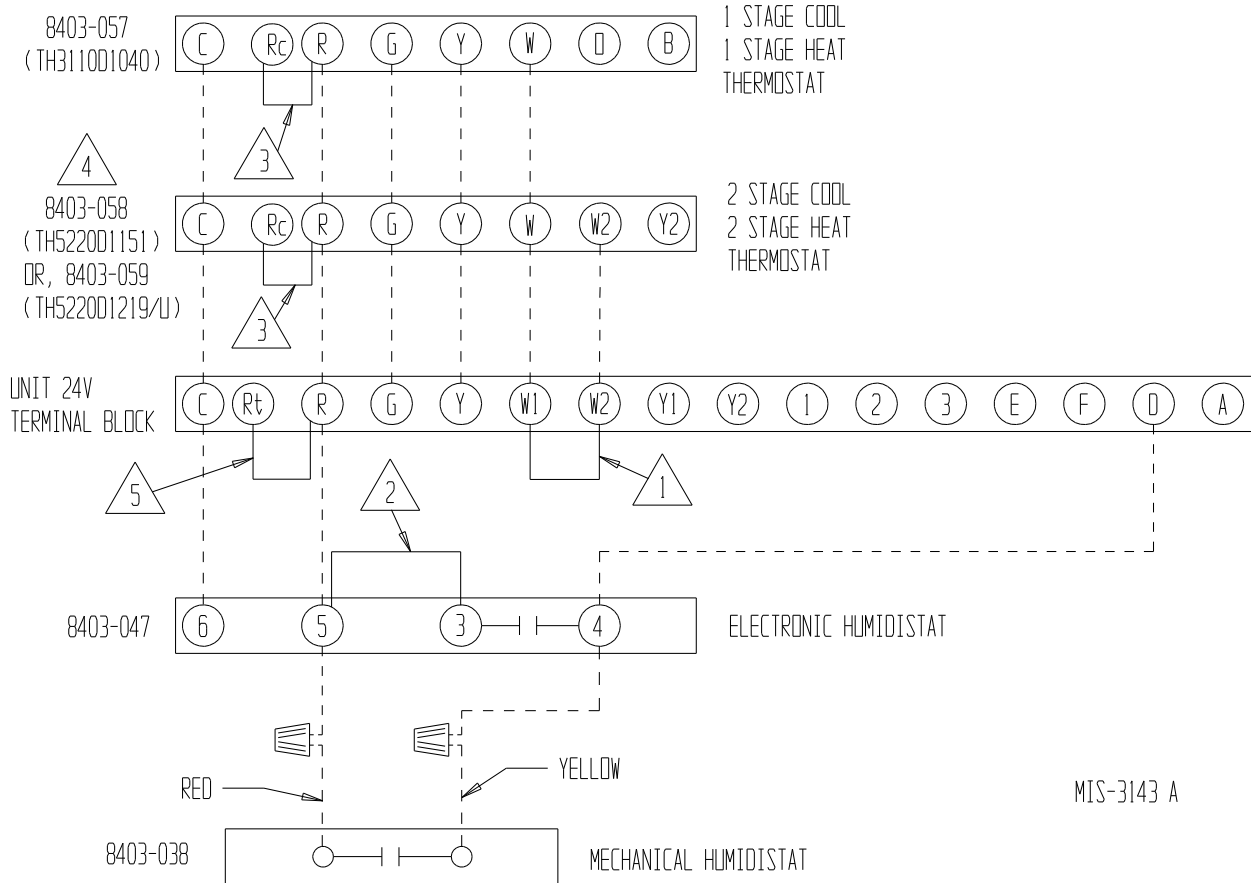 8403-057
(TH3110D1040)
C Rc R G Y W O B
1 STAGE COOL
1 STAGE HEAT
THERMOSTAT
3
4
8403-058
(TH5220D1151)
OR, 8403-059
(TH5220D1219/U)
C Rc R G Y W W2 Y2
2 STAGE COOL
2 STAGE HEAT
THERMOSTAT
3
UNIT 24V
TERMINAL BLOCK
C Rt R G Y W1 W2 Y1 Y2 1 2 3 E F D A
5
2
1
8403-047
6 5 3 4
ELECTRONIC HUMIDISTAT
RED
YELLOW
MIS-3143 A
8403-038
MECHANICAL HUMIDISTAT